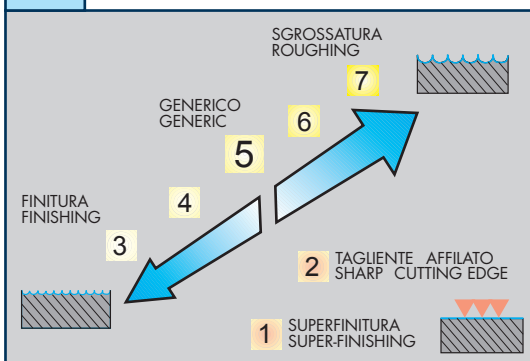 SGROSSATURA
ROUGHING
7
6
GENERICO
GENERIC
5
4
FINITURA
FINISHING
3
2 TAGLIENTE AFFILATO
SHARP CUTTING EDGE
1 SUPERFINITURA
SUPER-FINISHING